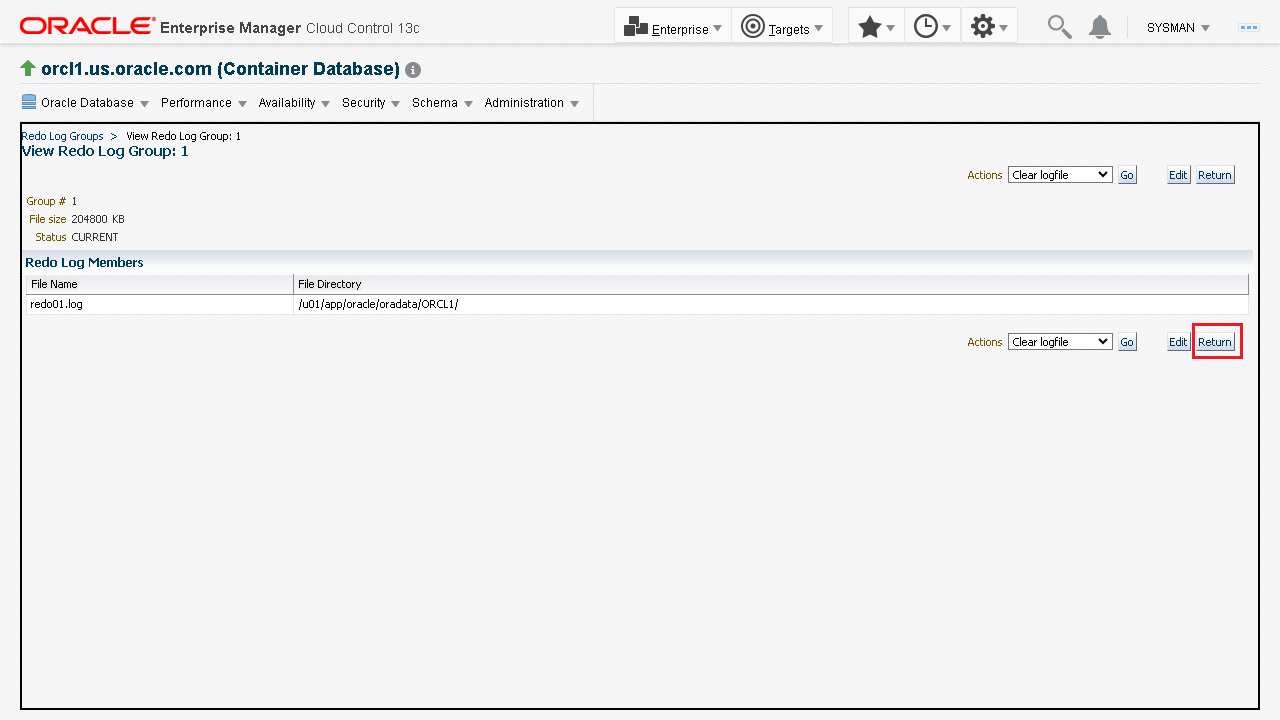 ORACLE Enterprise Manager Cloud Control 13c Enterprise Targets SYSMAN
orcl1.us.oracle.com (Container Database)
Oracle Database Performance Availability Security Schema Administration
Redo Log Groups > View Redo Log Group: 1
View Redo Log Group: 1
Actions Clear logfile Go Edit Return
Group # 1
File size 204800 KB
Status CURRENT
Redo Log Members
File Name File Directory
redo01.log /u01/app/oracle/oradata/ORCL1/
Actions Clear logfile Go Edit Return